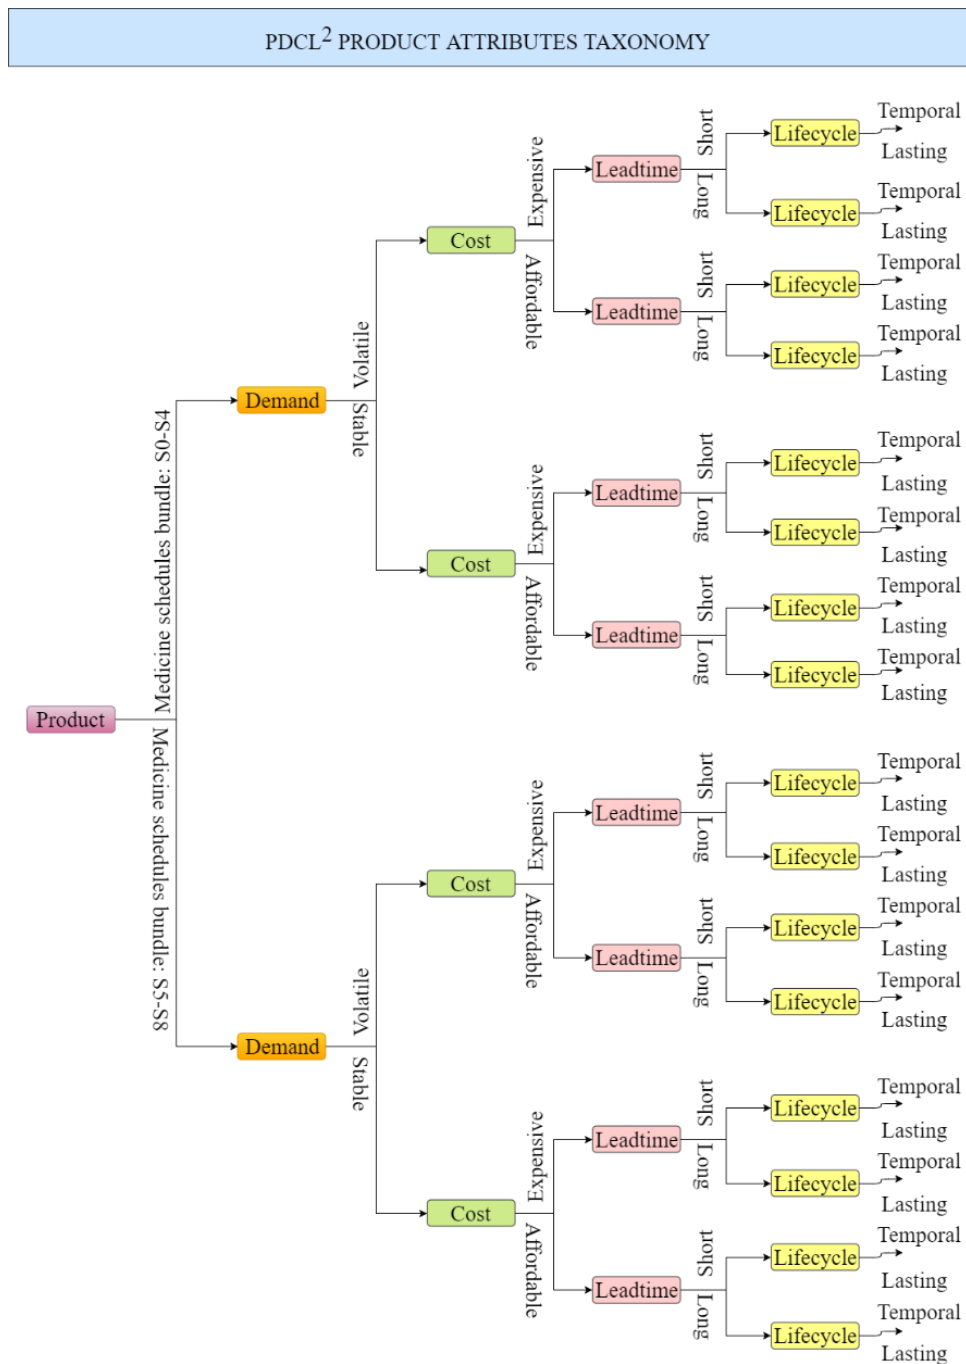 PDCL² PRODUCT ATTRIBUTES TAXONOMY
Product
Medicine schedules bundle: S0-S4
Medicine schedules bundle: S5-S8
Demand
Volatile
Stable
Cost
Expensive
Affordable
Leadtime
Short
Long
Lifecycle
Temporal
Lasting
Lifecycle
Temporal
Lasting
Leadtime
Short
Long
Lifecycle
Temporal
Lasting
Lifecycle
Temporal
Lasting
Cost
Expensive
Affordable
Leadtime
Short
Long
Lifecycle
Temporal
Lasting
Lifecycle
Temporal
Lasting
Leadtime
Short
Long
Lifecycle
Temporal
Lasting
Lifecycle
Temporal
Lasting
Demand
Volatile
Stable
Cost
Expensive
Affordable
Leadtime
Short
Long
Lifecycle
Temporal
Lasting
Lifecycle
Temporal
Lasting
Leadtime
Short
Long
Lifecycle
Temporal
Lasting
Lifecycle
Temporal
Lasting
Cost
Expensive
Affordable
Leadtime
Short
Long
Lifecycle
Temporal
Lasting
Lifecycle
Temporal
Lasting
Leadtime
Short
Long
Lifecycle
Temporal
Lasting
Lifecycle
Temporal
Lasting